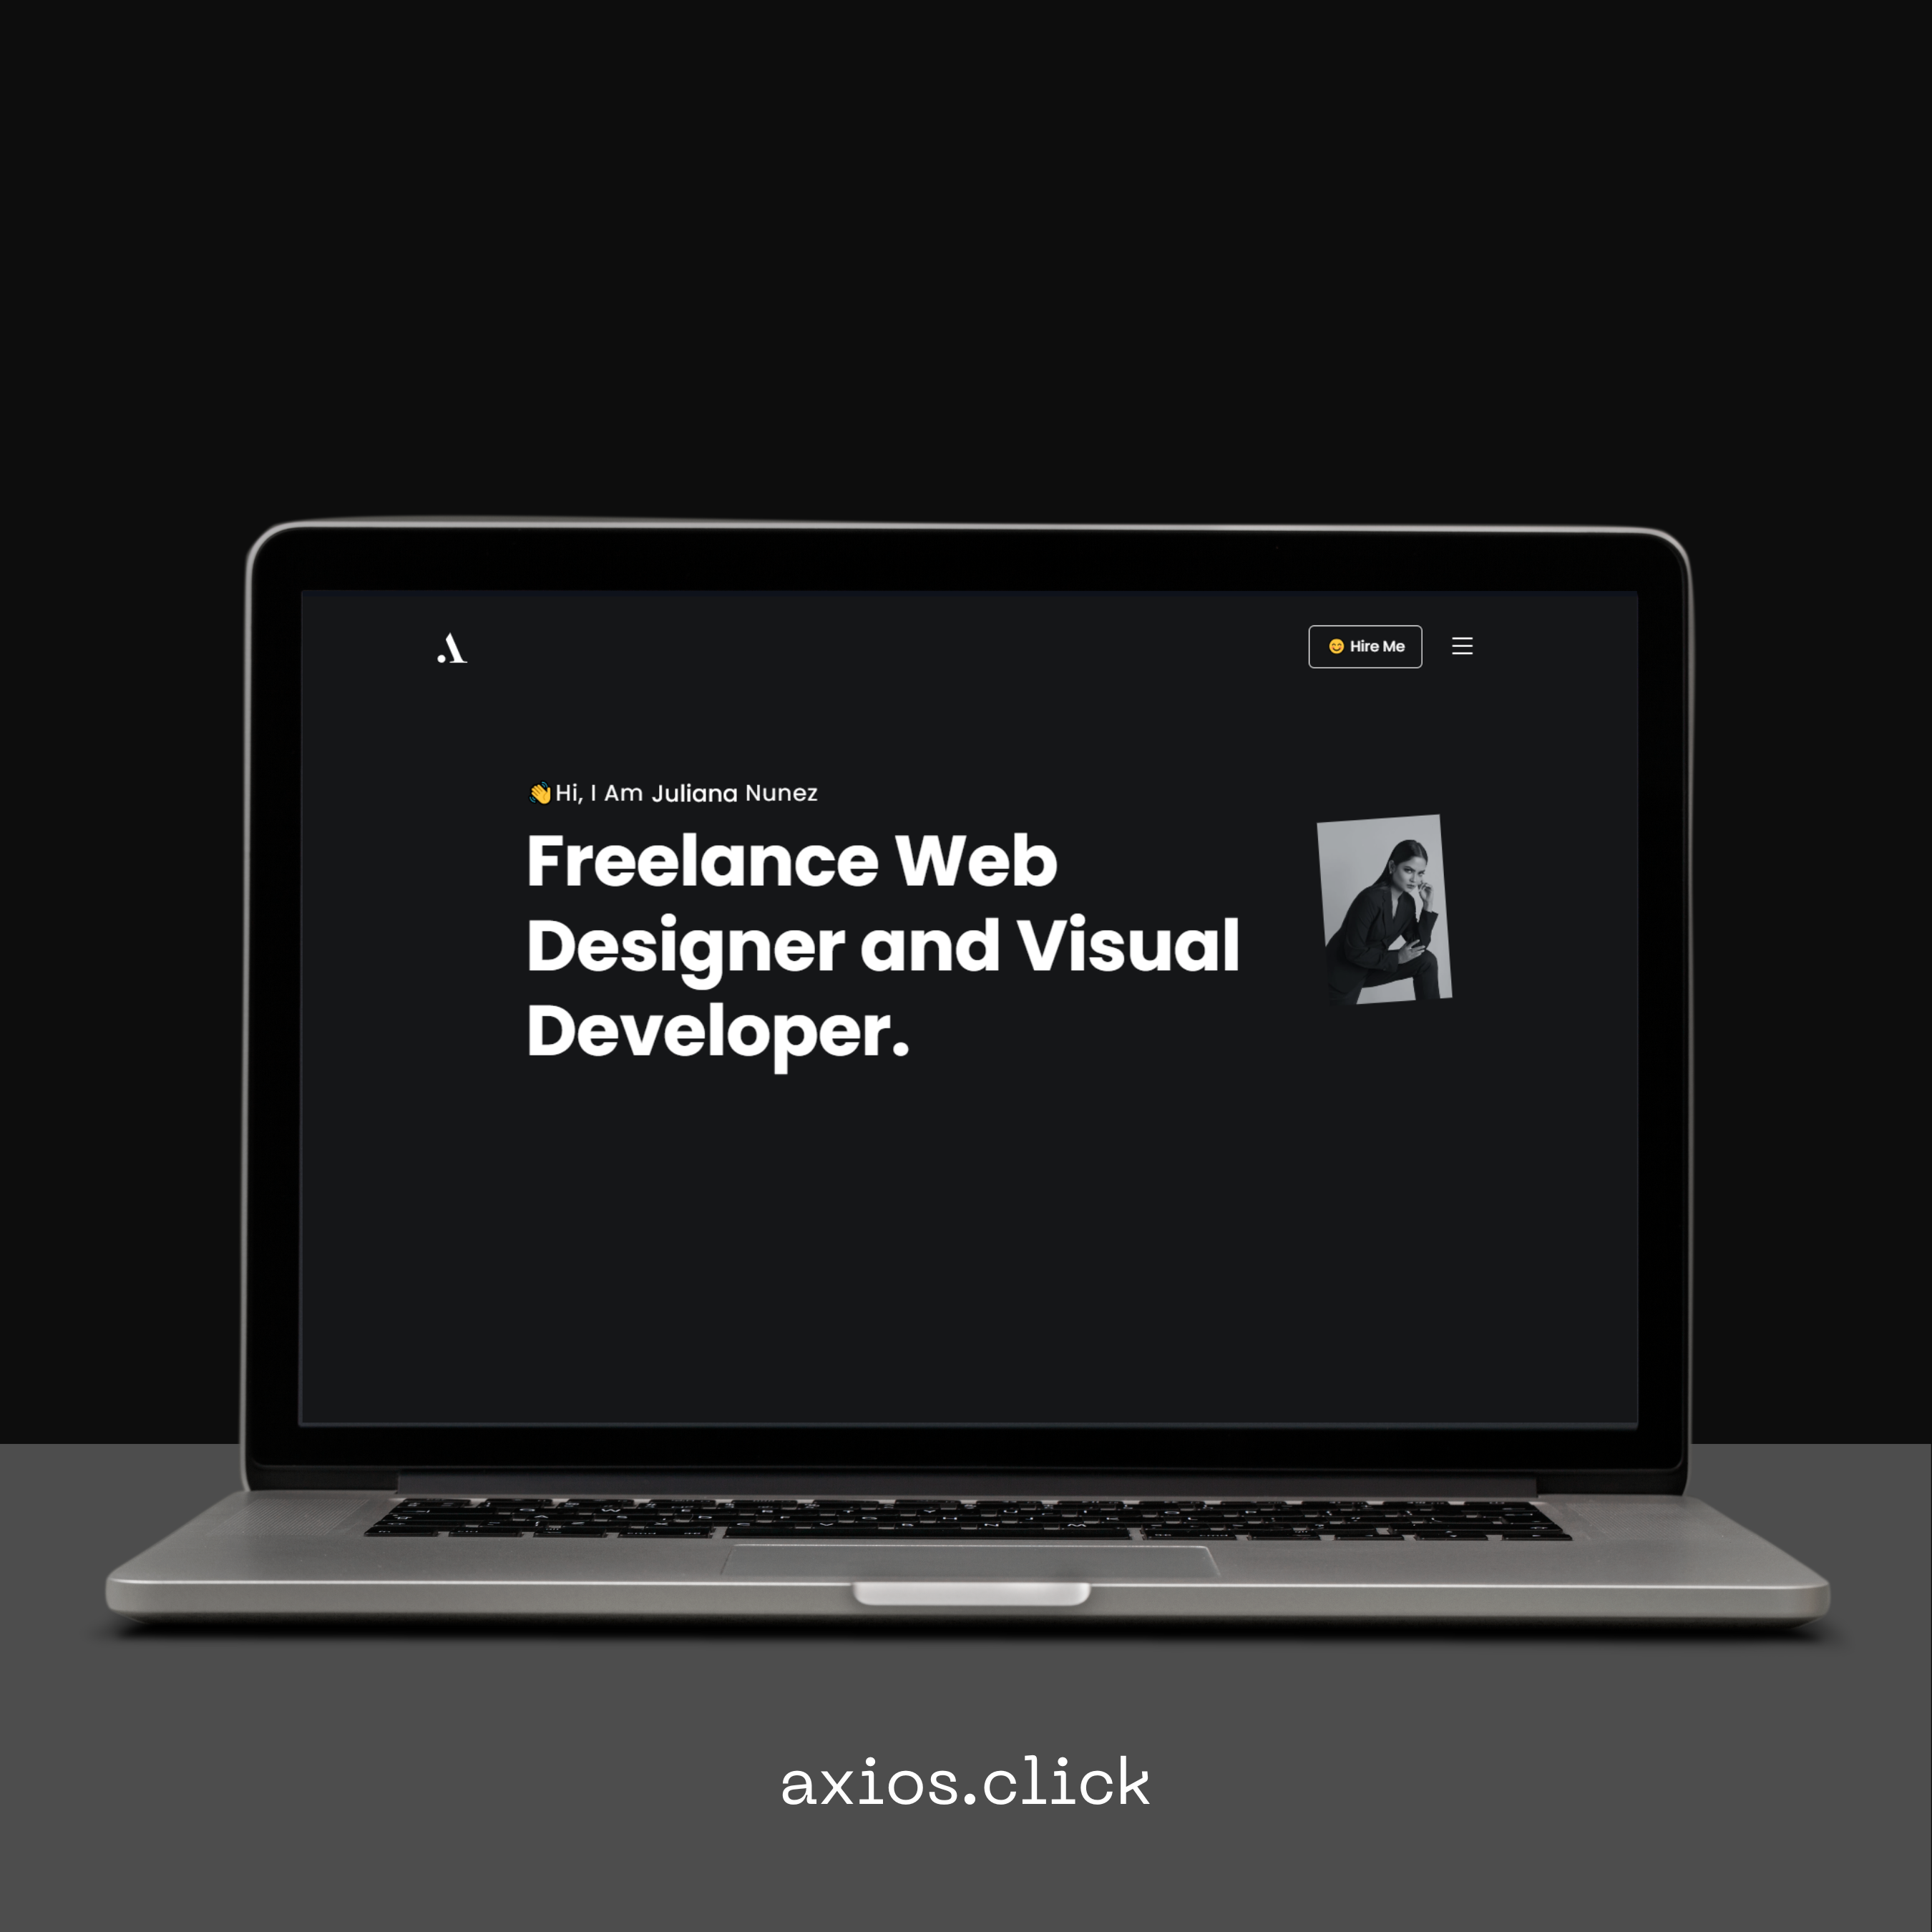 😊 Hire Me
👋Hi, I Am Juliana Nunez
Freelance Web
Designer and Visual
Developer.
axios.click